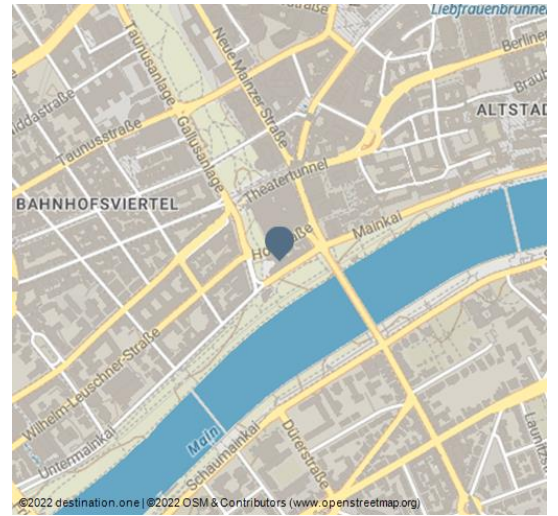 Liebfrauenbrunnen
Berliner
Taunusanlage
Neue Mainzer-Straße
ALTSTAD
Taunusstraße
Gallusanlage
Theatertunnel
BAHNHOFSVIERTEL
Mainkai
Wilhelm-Leuschner-Straße
Untermainkai
Main
Schaumainkai
Dürerstraße
©2022 destination.one | ©2022 OSM & Contributors (www.openstreetmap.org)